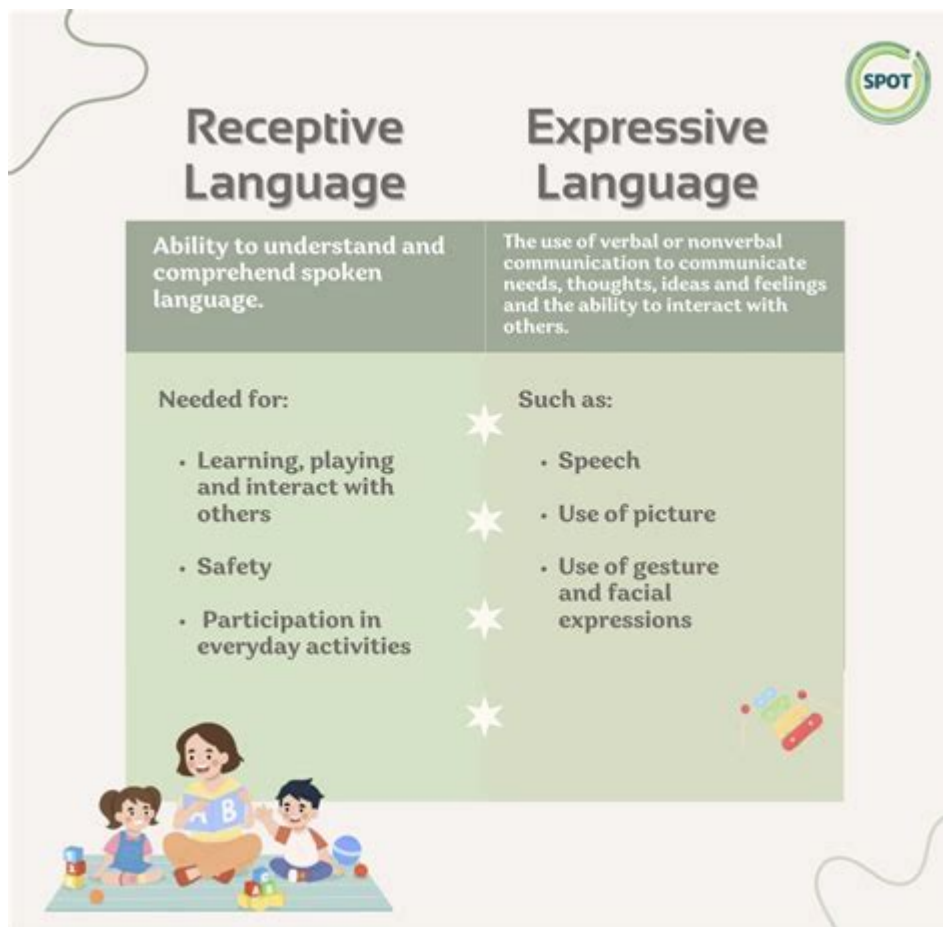 SPOT
Receptive
Language
Expressive
Language
Ability to understand and
comprehend spoken
language.
The use of verbal or nonverbal
communication to communicate
needs, thoughts, ideas and feelings
and the ability to interact with
others.
Needed for:
• Learning, playing
and interact with
others
• Safety
• Participation in
everyday activities
Such as:
• Speech
• Use of picture
• Use of gesture
and facial
expressions
A B